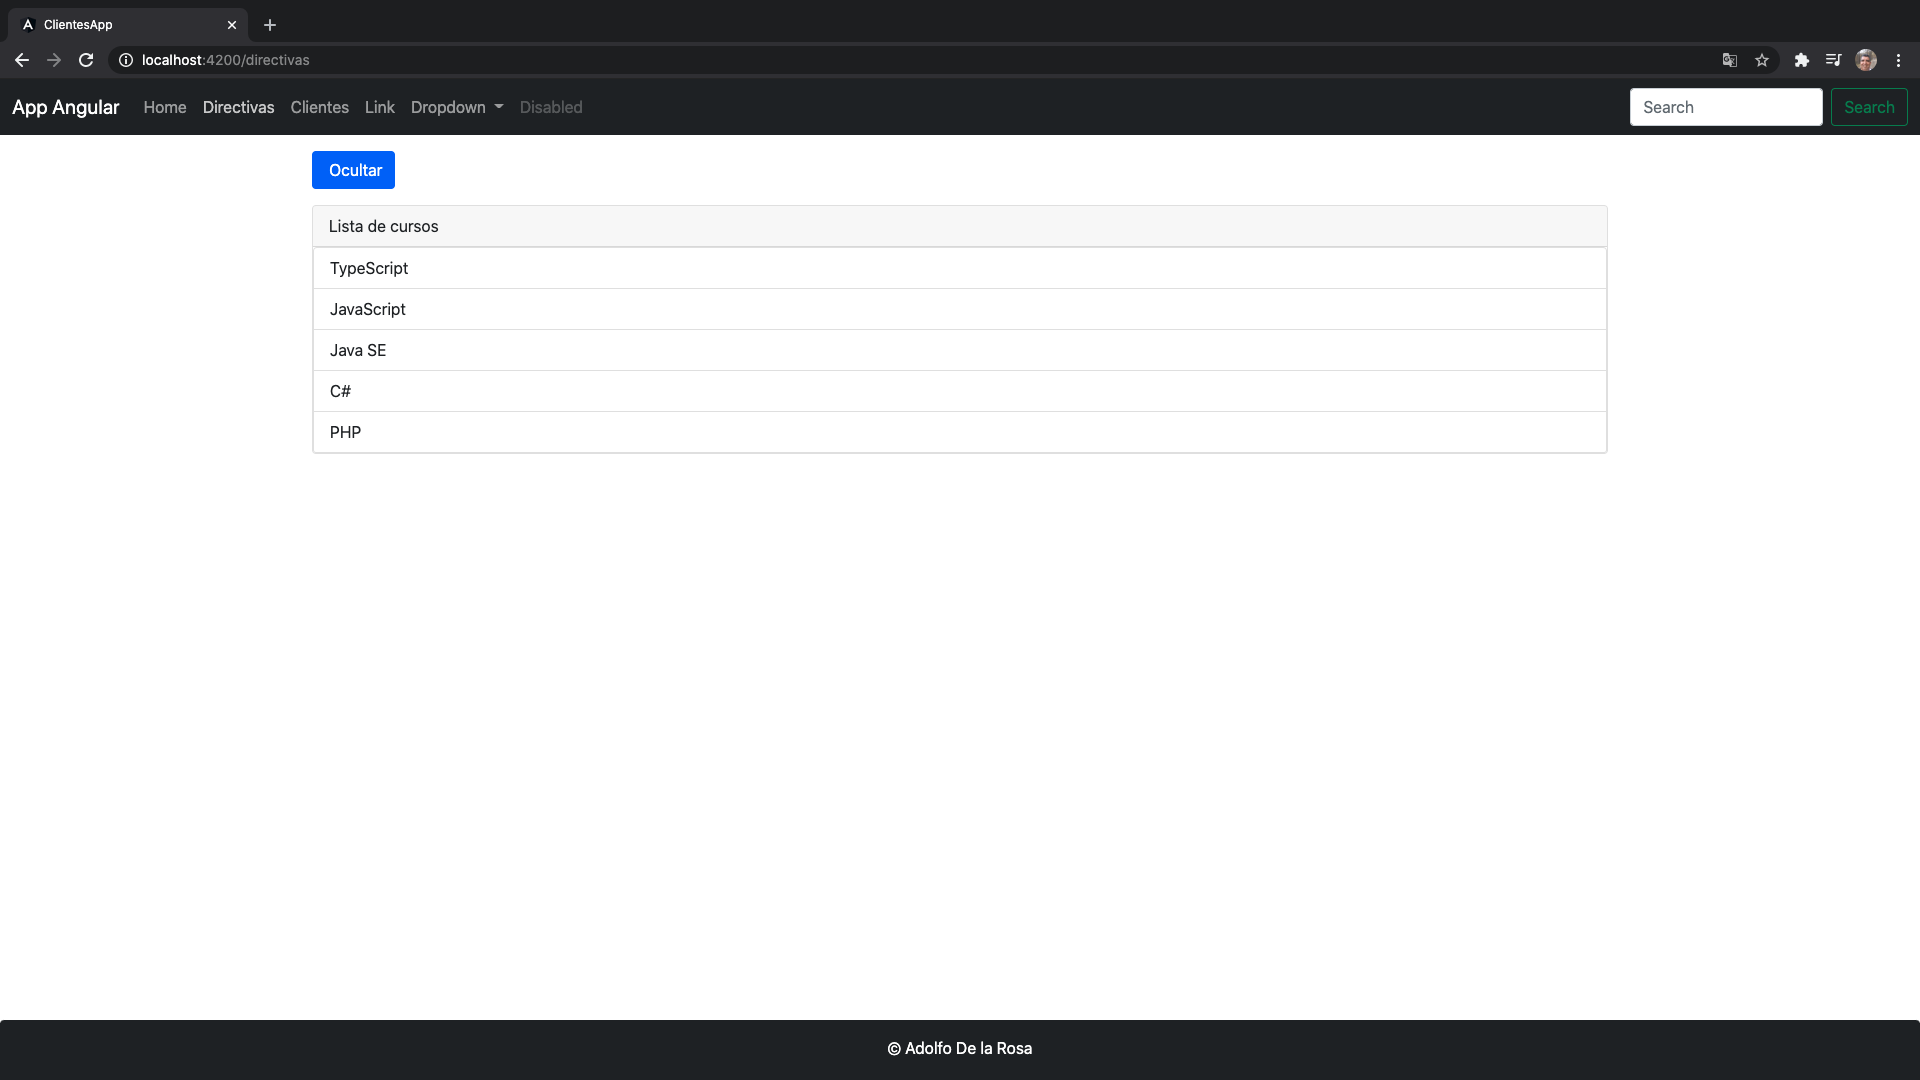 ClientesApp
localhost:4200/directivas
App Angular Home Directivas Clientes Link Dropdown Disabled Search Search
Ocultar
Lista de cursos
TypeScript
JavaScript
Java SE
C#
PHP
© Adolfo De la Rosa